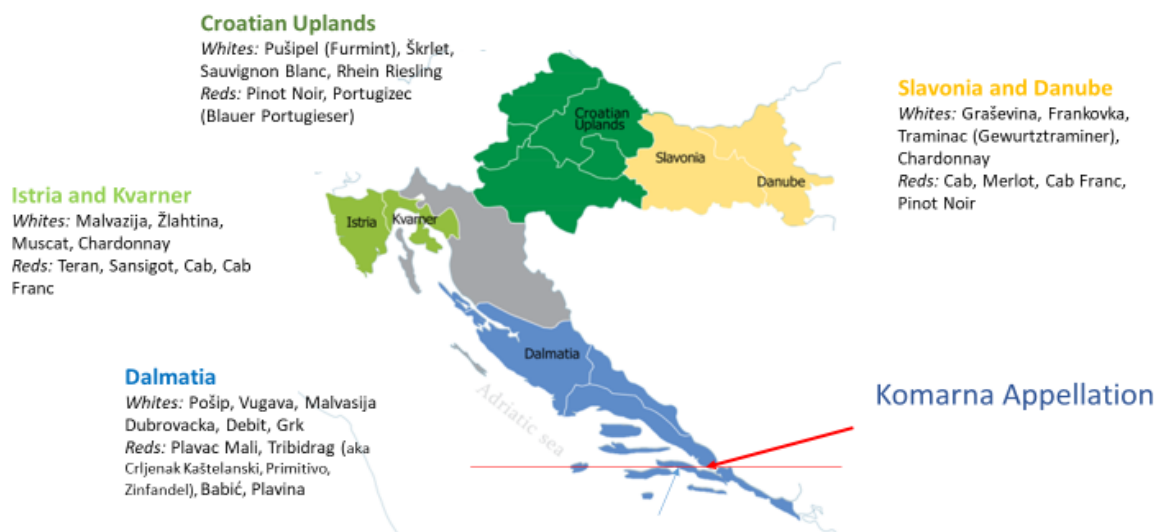 Croatian Uplands
Whites: Pušipel (Furmint), Škrlet,
Sauvignon Blanc, Rhein Riesling
Reds: Pinot Noir, Portugizec
(Blauer Portugieser)
Slavonia and Danube
Whites: Graševina, Frankovka,
Traminac (Gewurtztraminer),
Chardonnay
Reds: Cab, Merlot, Cab Franc,
Pinot Noir
Croatian
Uplands
Slavonia
Danube
Istria and Kvarner
Whites: Malvazija, Žlahtina,
Muscat, Chardonnay
Reds: Teran, Sansigot, Cab, Cab
Franc
Istria
Kvarner
Dalmatia
Dalmatia
Whites: Pošip, Vugava, Malvasija
Dubrovacka, Debit, Grk
Reds: Plavac Mali, Tribidrag (aka
Crljenak Kaštelanski, Primitivo,
Zinfandel), Babić, Plavina
Adriatic sea
Komarna Appellation